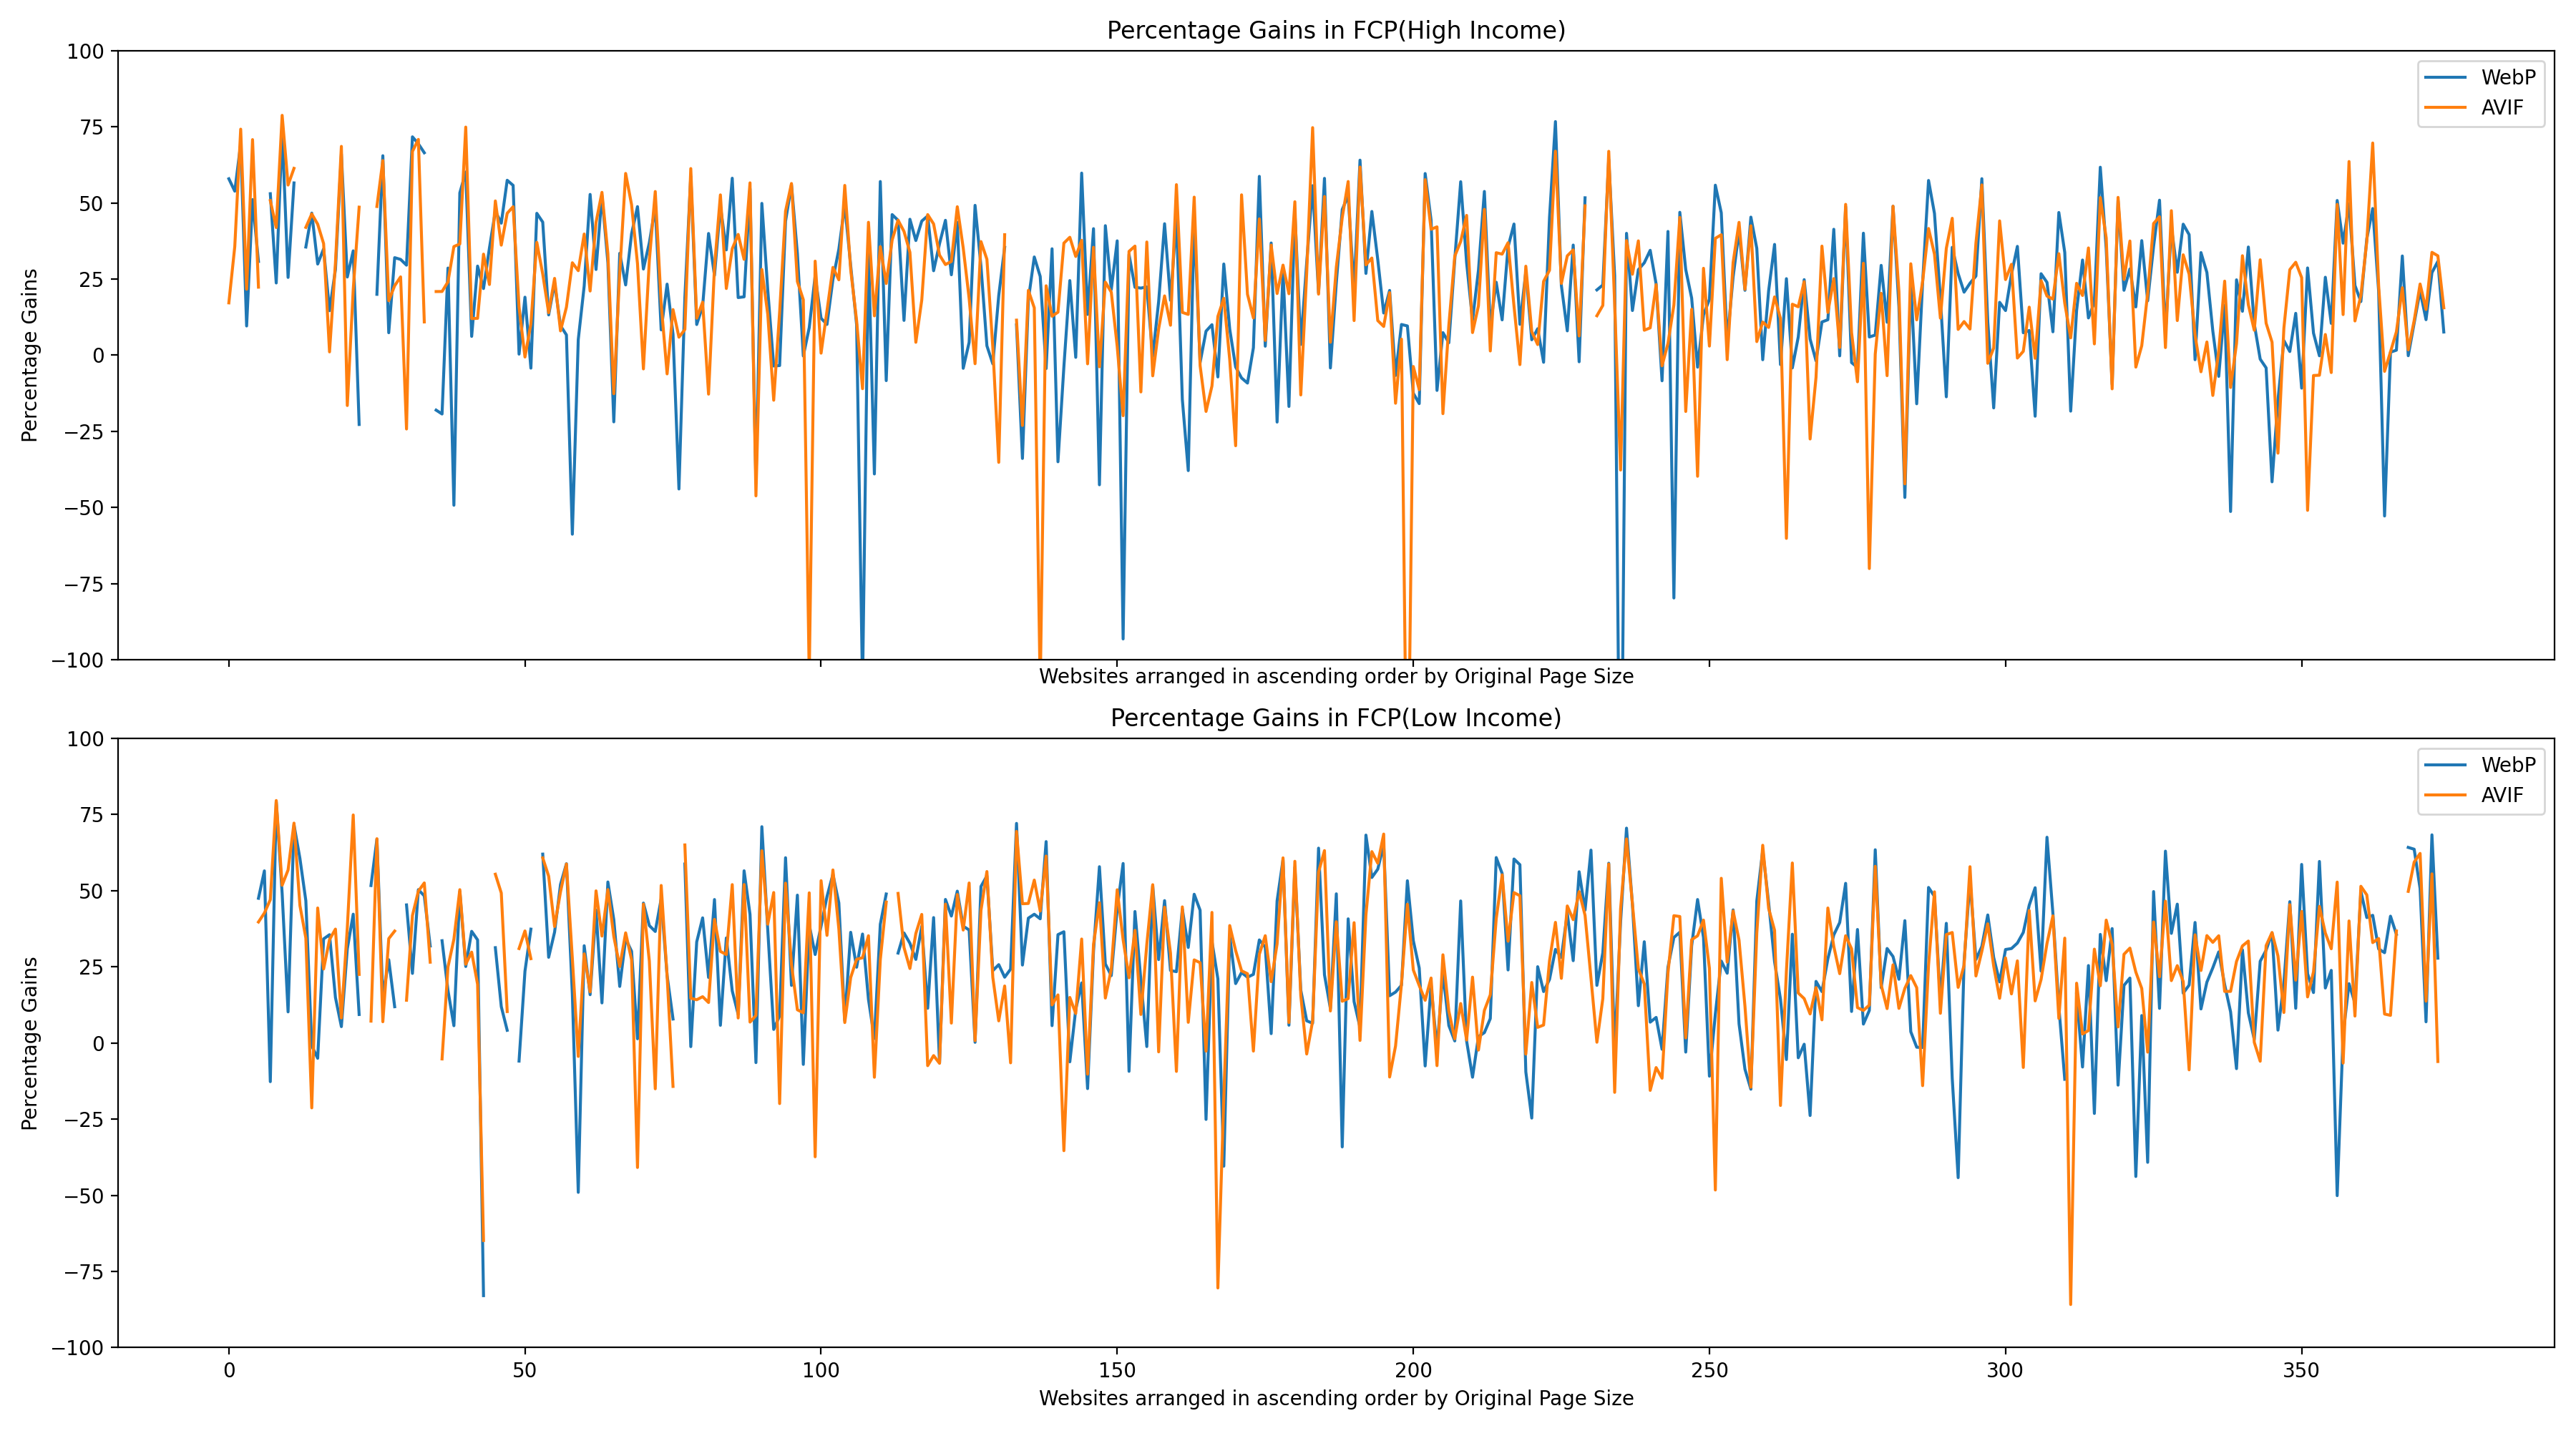 Percentage Gains in FCP(High Income)
100
75
50
25
0
−25
−50
−75
−100
Percentage Gains
WebP
AVIF
Websites arranged in ascending order by Original Page Size
Percentage Gains in FCP(Low Income)
100
75
50
25
0
−25
−50
−75
−100
Percentage Gains
WebP
AVIF
0 50 100 150 200 250 300 350
Websites arranged in ascending order by Original Page Size